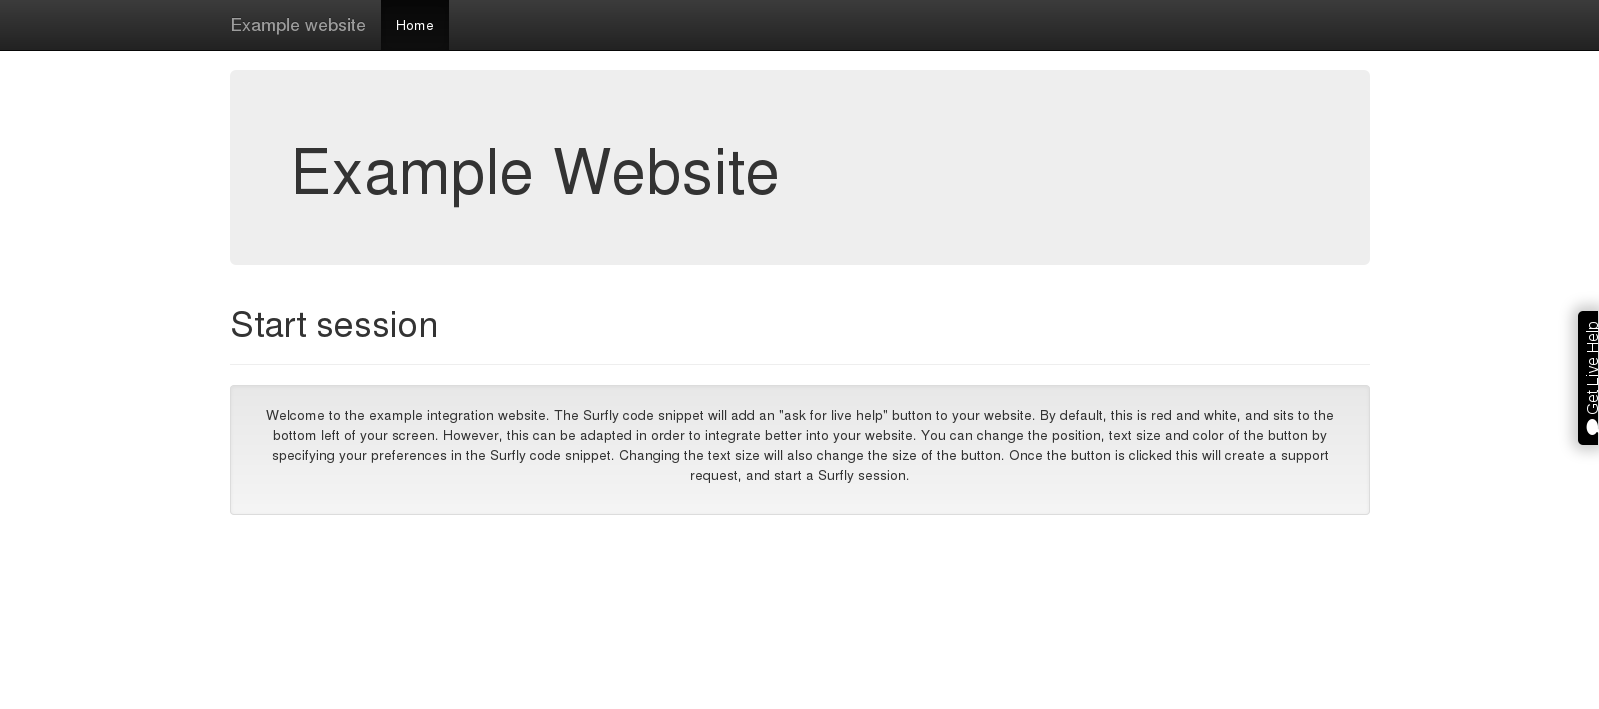 Example website
Home
Example Website
Start session
Get Live Help
Welcome to the example integration website. The Surfly code snippet will add an "ask for live help" button to your website. By default, this is red and white, and sits to the
bottom left of your screen. However, this can be adapted in order to integrate better into your website. You can change the position, text size and color of the button by
specifying your preferences in the Surfly code snippet. Changing the text size will also change the size of the button. Once the button is clicked this will create a support
request, and start a Surfly session.